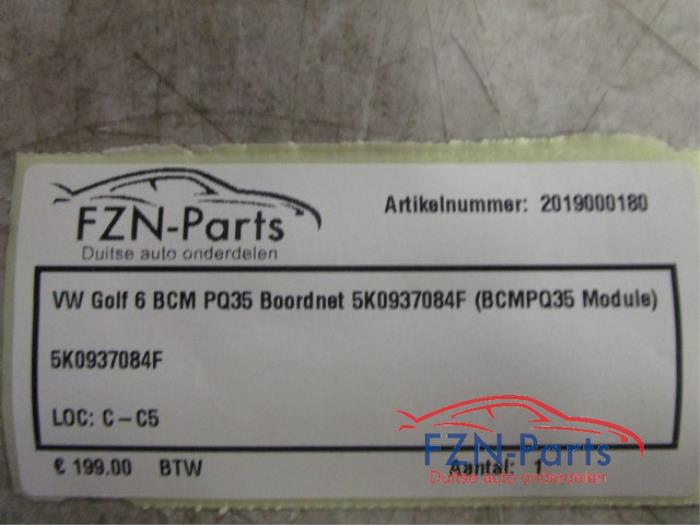 FZN-Parts
Duitse auto onderdelen
Artikelnummer: 2019000180
VW Golf 6 BCM PQ35 Boordnet 5K0937084F (BCMPQ35 Module)
5K0937084F
LOC: C-C5
€ 199.00 BTW Aantal: 1
FZN-Parts
Duitse auto onderdelen